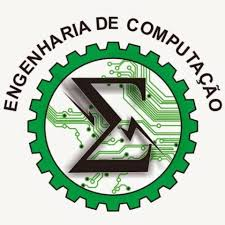 ENGENHARIA DE COMPUTAÇÃO
Σ